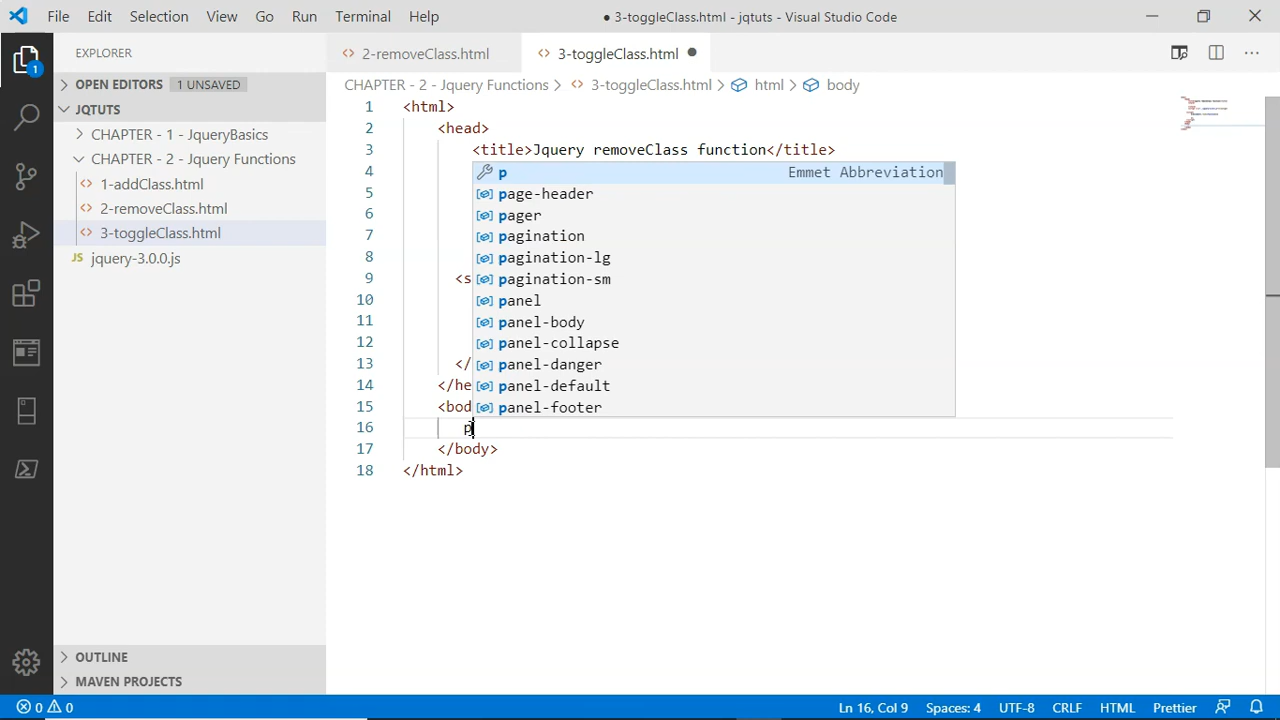 File Edit Selection View Go Run Terminal Help
● 3-toggleClass.html - jqtuts - Visual Studio Code
EXPLORER
2-removeClass.html
3-toggleClass.html ●
OPEN EDITORS 1 UNSAVED
CHAPTER - 2 - Jquery Functions > 3-toggleClass.html > html > body
1
JQTUTS
CHAPTER - 1 - JqueryBasics
CHAPTER - 2 - Jquery Functions
1-addClass.html
2-removeClass.html
3-toggleClass.html
JS jquery-3.0.0.js
OUTLINE
MAVEN PROJECTS
1 <html>
2 <head>
3 <title>Jquery removeClass function</title>
4
5
6
7
8
9 <s
10
11
12
13 </
14 </he
15 <bod
16 p
17 </body>
18 </html>
p Emmet Abbreviation
page-header
pager
pagination
pagination-lg
pagination-sm
panel
panel-body
panel-collapse
panel-danger
panel-default
panel-footer
0 0
Ln 16, Col 9 Spaces: 4 UTF-8 CRLF HTML Prettier